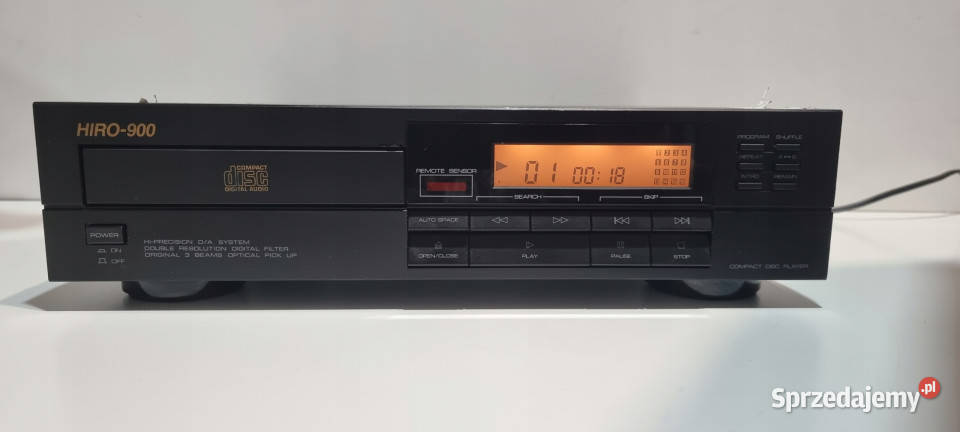 HIRO-900
COMPACT
disc
DIGITAL AUDIO
POWER
ON
OFF
HI-PRECISION D/A SYSTEM
DOUBLE RESOLUTION DIGITAL FILTER
ORIGINAL 3 BEAMS OPTICAL PICK UP
REMOTE SENSOR
01 00:18
SEARCH SKIP
AUTO SPACE
OPEN/CLOSE PLAY PAUSE STOP
PROGRAM SHUFFLE
REPEAT
INTRO
COMPACT DISC PLAYER
Sprzedajemy.pl